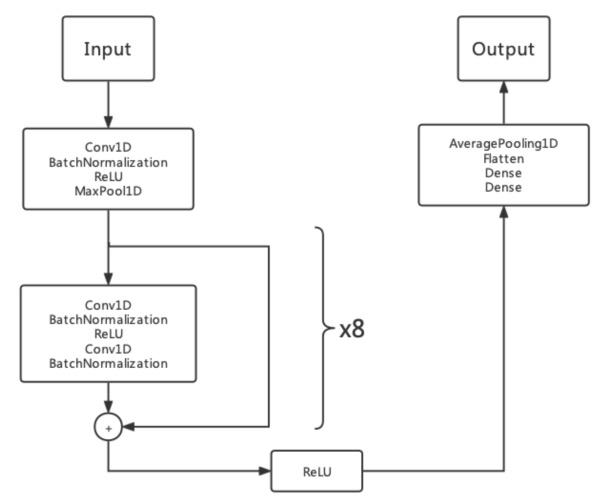 Input
Conv1D
BatchNormalization
ReLU
MaxPool1D
Conv1D
BatchNormalization
ReLU
Conv1D
BatchNormalization
+
x8
ReLU
AveragePooling1D
Flatten
Dense
Dense
Output